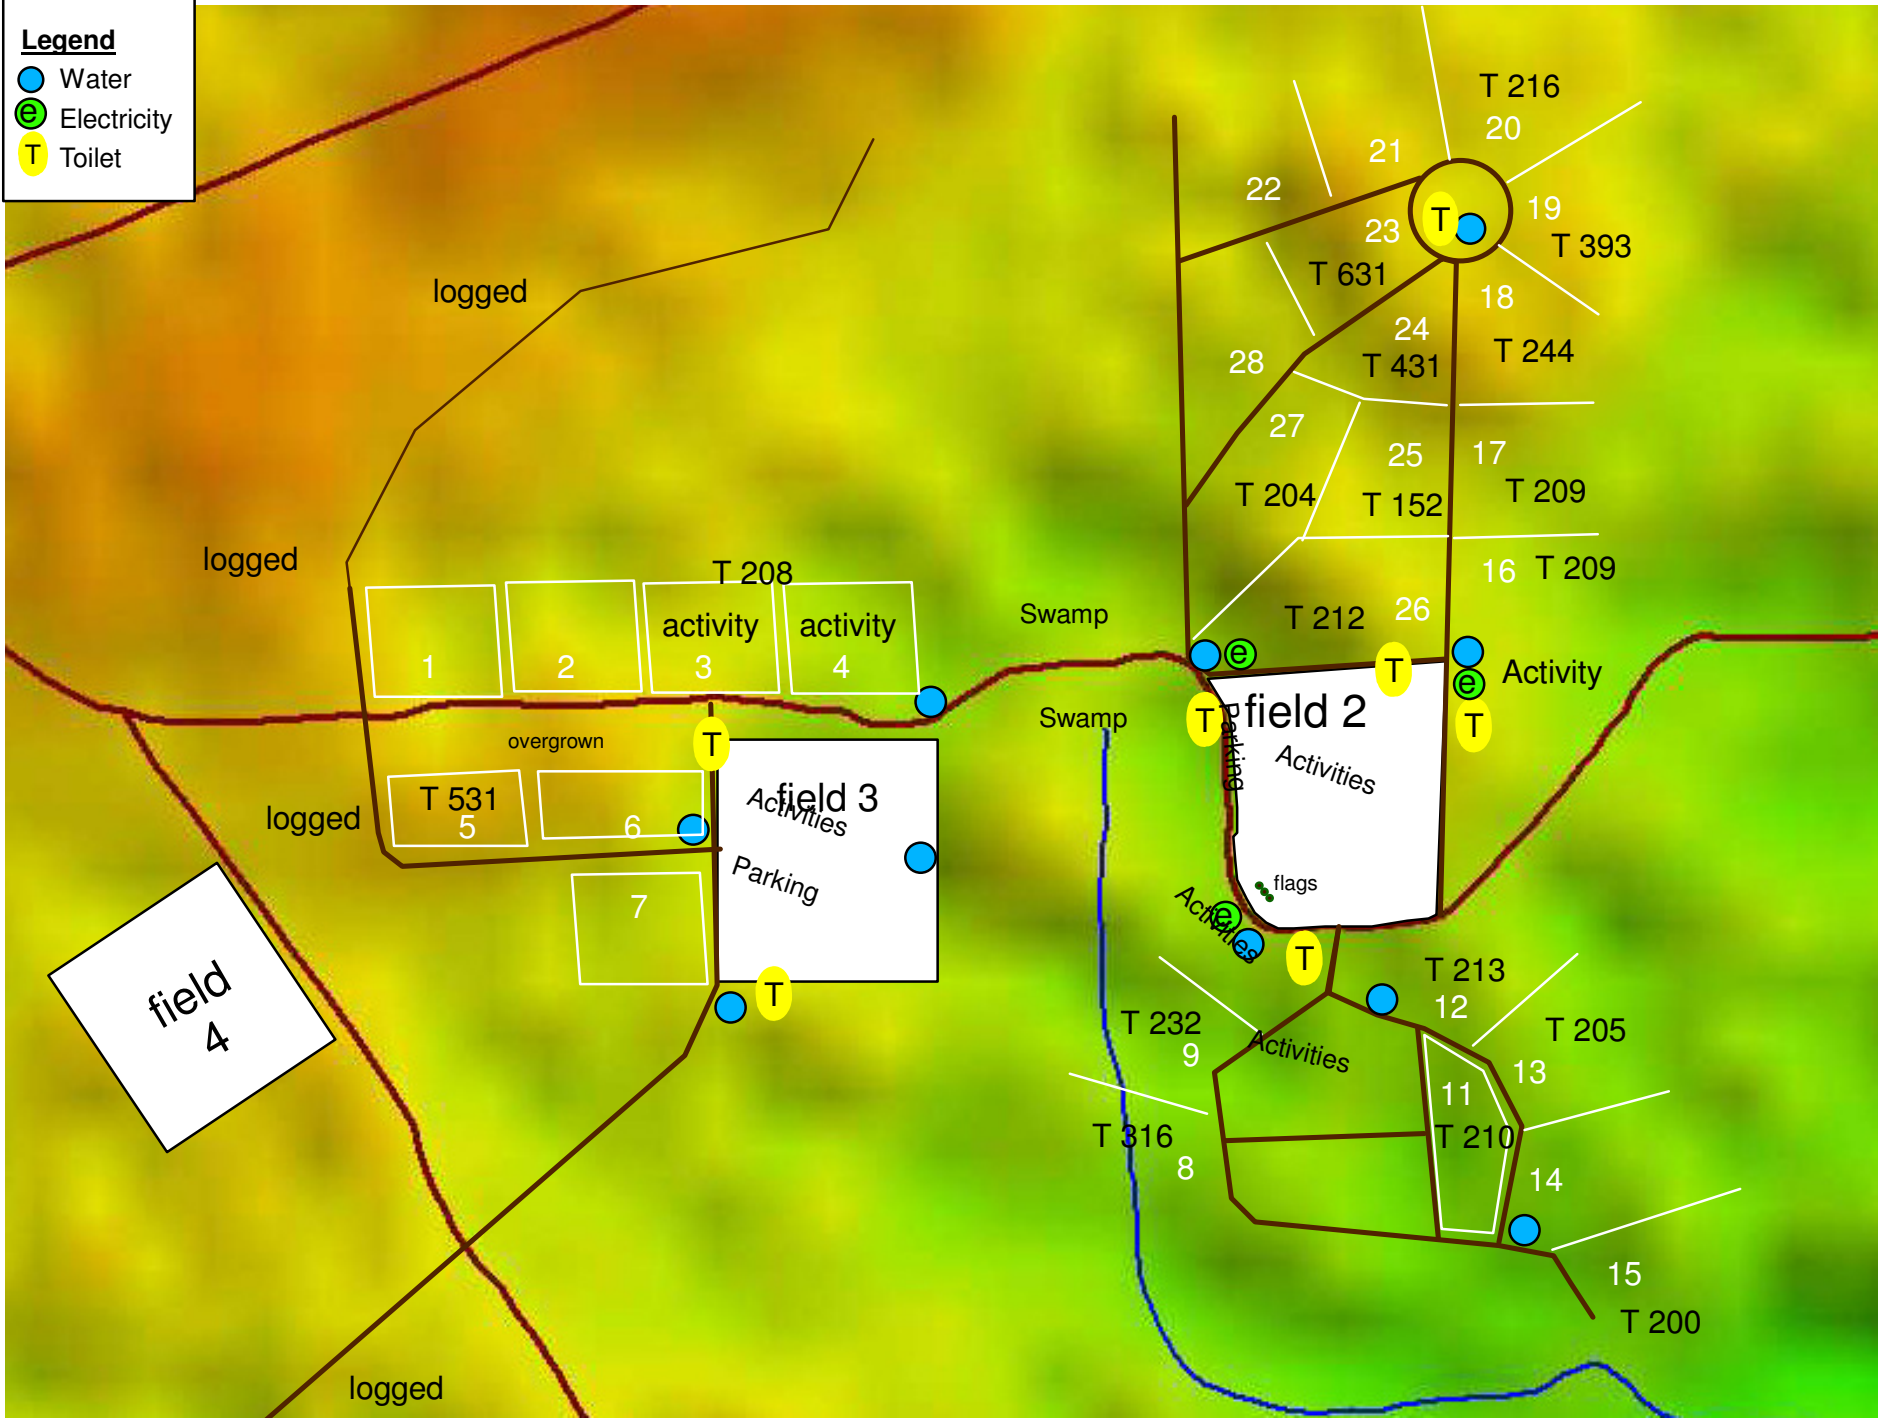 Legend
Water
e Electricity
T Toilet
T 216
20
21
22
T
19
23
T 393
T 631
logged
18
24
T 244
28
T 431
27
25
17
T 204
T 152
T 209
logged
T 208
16
T 209
activity
activity
Swamp
T 212
26
1
2
3
4
e
T
Activity
e
Swamp
T
Parking
field 2
T
overgrown
T
Activities
T 531
field 3
Activities
logged
5
6
Parking
flags
7
Activities
e
Activities
T
field
4
T
T 213
12
T 232
T 205
9
Activities
13
11
T 316
T 210
8
14
15
T 200
logged